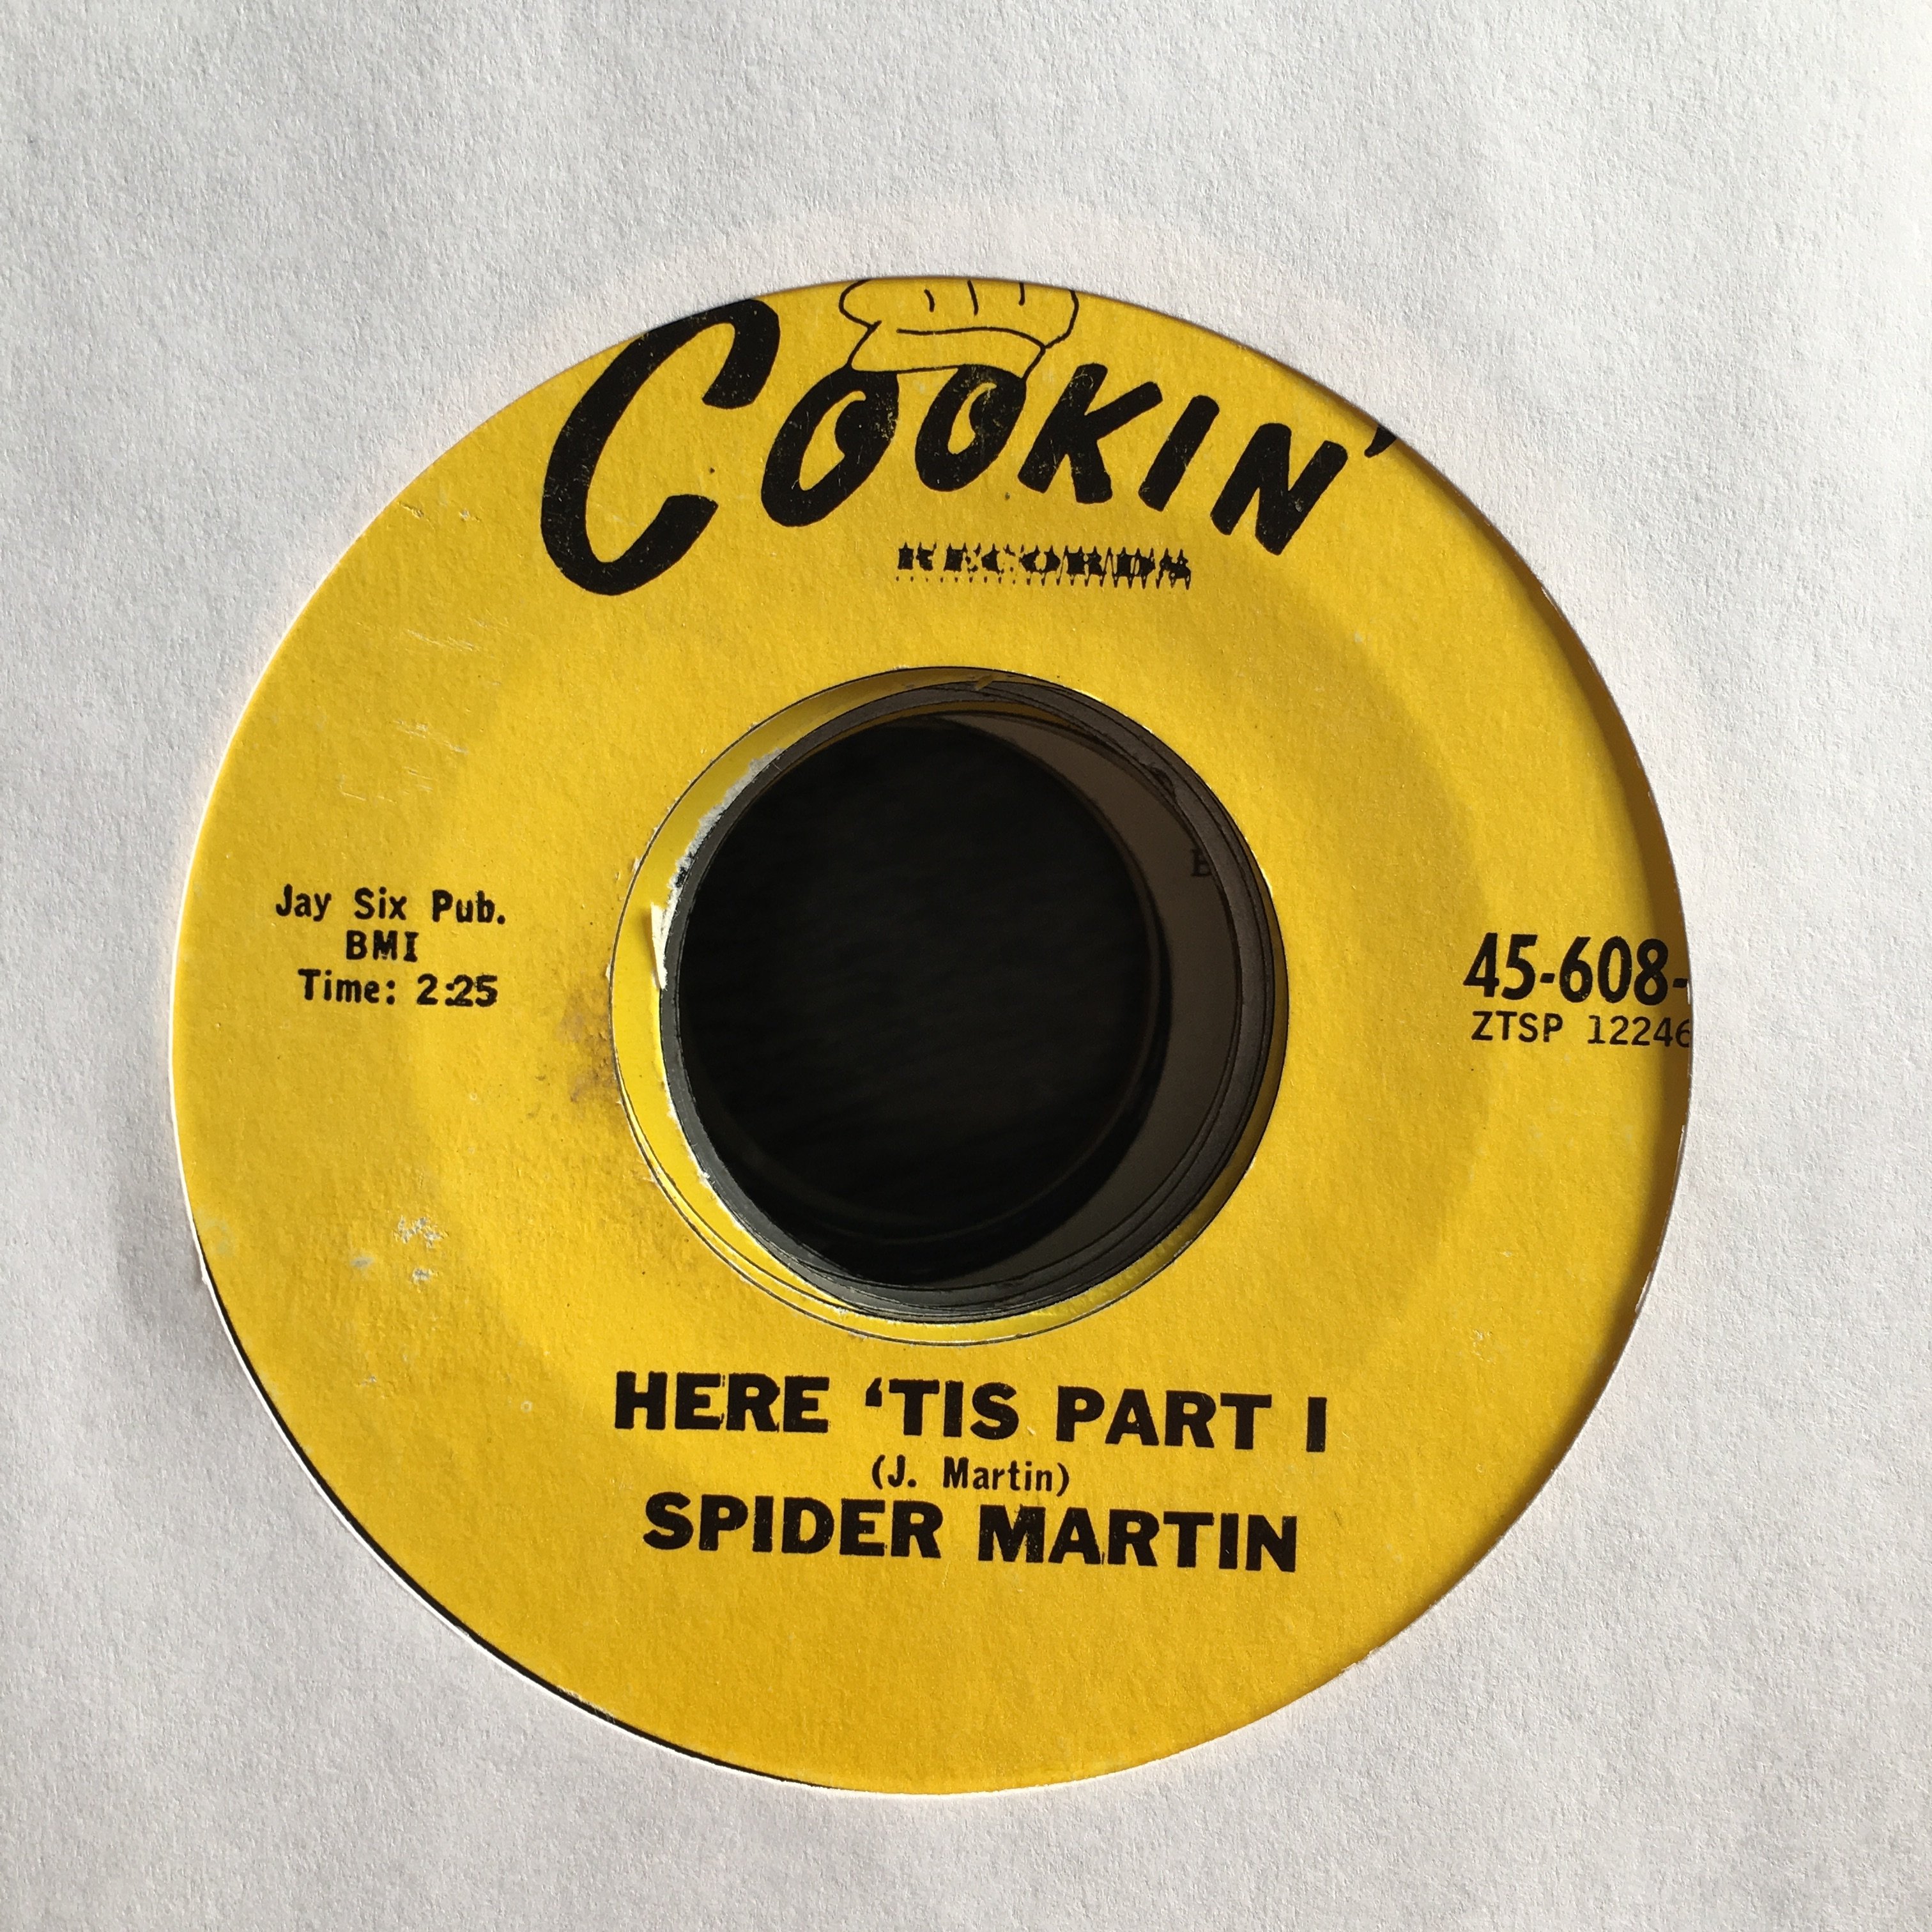 COOKIN'
RECORDS
Jay Six Pub.
BMI
Time: 2:25
45-608-
ZTSP 12246
HERE ‘TIS PART I
(J. Martin)
SPIDER MARTIN